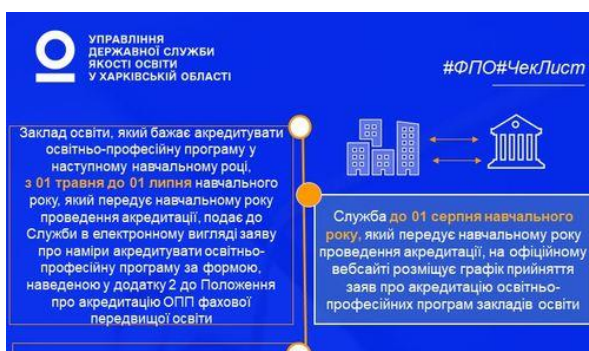 УПРАВЛІННЯ
ДЕРЖАВНОЇ СЛУЖБИ
ЯКОСТІ ОСВІТИ
У ХАРКІВСЬКІЙ ОБЛАСТІ
#ФПО#ЧекЛист
Заклад освіти, який бажає акредитувати
освітньо-професійну програму у
наступному навчальному році,
з 01 травня до 01 липня навчального
року, який передує навчальному року
проведення акредитації, подає до
Служби в електронному вигляді заяву
про наміри акредитувати освітньо-
професійну програму за формою,
наведеною у додатку 2 до Положення
про акредитацію ОПП фахової
передвищої освіти
Служба до 01 серпня навчального
року, який передує навчальному року
проведення акредитації, на офіційному
вебсайті розміщує графік прийняття
заяв про акредитацію освітньо-
професійних програм закладів освіти